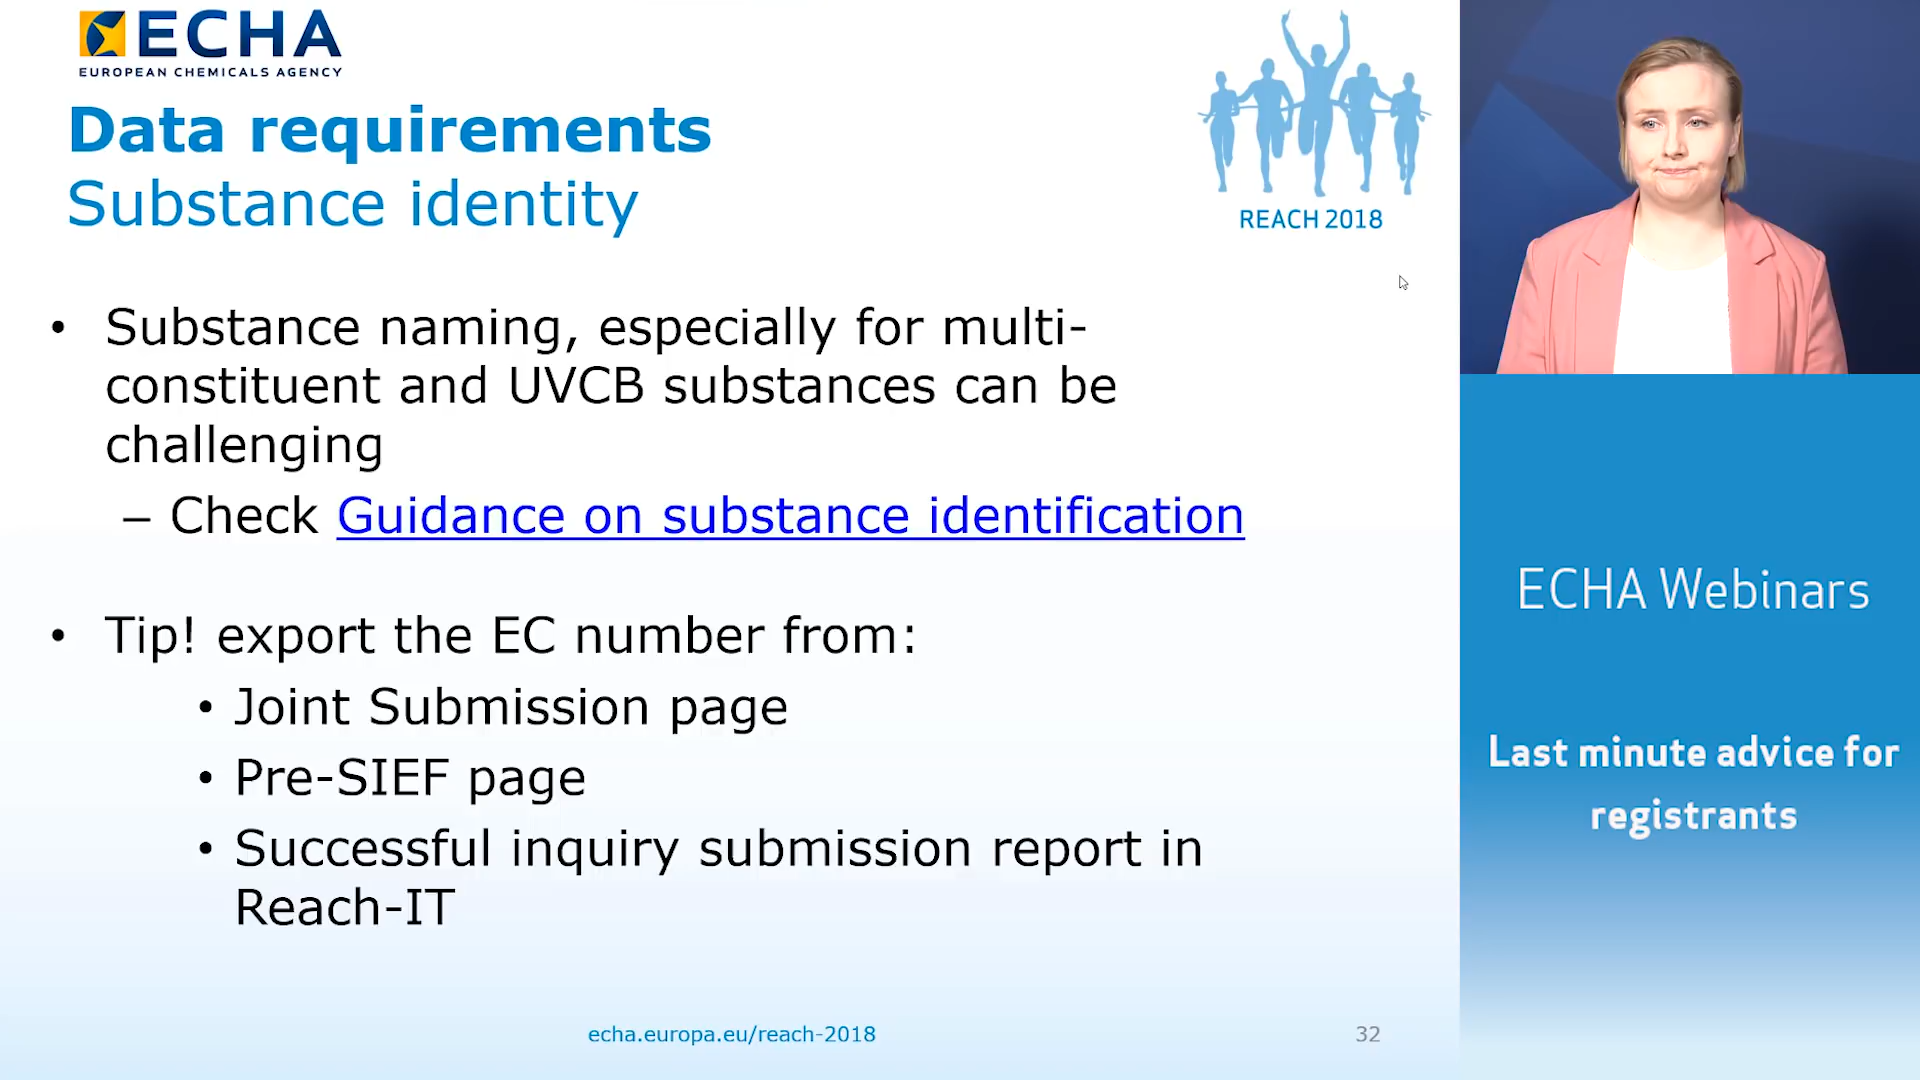 ECHA
EUROPEAN CHEMICALS AGENCY
Data requirements
Substance identity
REACH 2018
• Substance naming, especially for multi-
constituent and UVCB substances can be
challenging
– Check Guidance on substance identification
• Tip! export the EC number from:
• Joint Submission page
• Pre-SIEF page
• Successful inquiry submission report in
Reach-IT
echa.europa.eu/reach-2018
32
ECHA Webinars
Last minute advice for
registrants